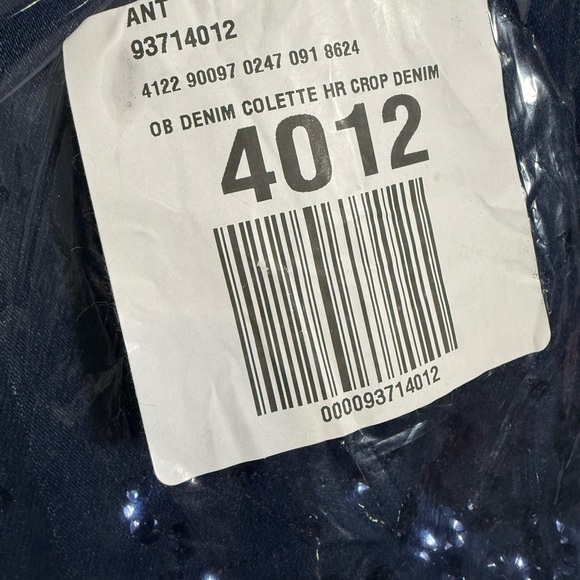 ANT
93714012
4122 90097 0247 091 8624
OB DENIM COLETTE HR CROP DENIM
4012
000093714012